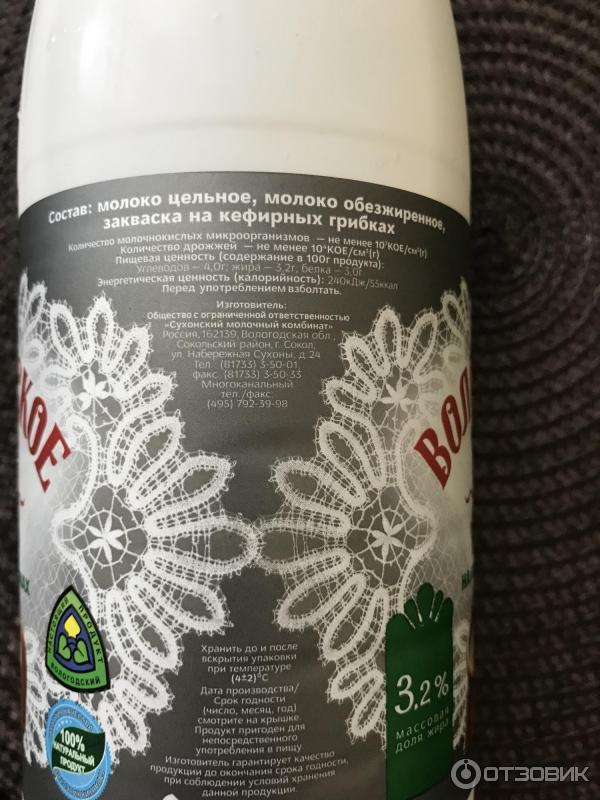 Состав: молоко цельное, молоко обезжиренное,
закваска на кефирных грибках
Количество молочнокислых микроорганизмов — не менее 10⁷КОЕ/см³(г)
Количество дрожжей — не менее 10⁴КОЕ/см³(г)
Пищевая ценность (содержание в 100г продукта):
Углеводов – 4,0г; жира – 3,2г, белка – 3,0г
Энергетическая ценность (калорийность): 240кДж/55ккал
Перед употреблением взболтать.
Изготовитель:
Общество с ограниченной ответственностью
«Сухонский молочный комбинат»
Россия,162139, Вологодская обл.,
Сокольский район, г. Сокол,
ул. Набережная Сухоны, д.24
Тел.: (81733) 3-50-01,
факс: (81733) 3-50-33
Многоканальный
тел./факс:
(495) 792-39-98
СКОЕ
ВОЛ
НАСТОЯЩИЙ ПРОДУКТ
ВОЛОГОДСКИЙ
100%
НАТУРАЛЬНЫЙ
ПРОДУКТ
Хранить до и после
вскрытия упаковки
при температуре
(4±2)°С
Дата производства/
Срок годности
(число, месяц, год)
смотрите на крышке.
Продукт пригоден для
непосредственного
употребления в пищу
Изготовитель гарантирует качество
продукции до окончания срока годности,
при соблюдении условий хранения
данной продукции.
3,2%
массовая
доля жира
ОТЗОВИК